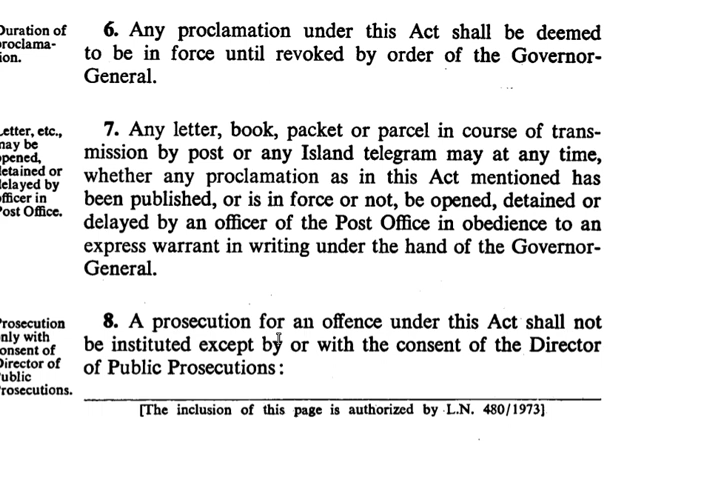 Duration of
proclama-
ion.
6. Any proclamation under this Act shall be deemed
to be in force until revoked by order of the Governor-
General.
Letter, etc.,
may be
opened,
detained or
delayed by
officer in
Post Office.
7. Any letter, book, packet or parcel in course of trans-
mission by post or any Island telegram may at any time,
whether any proclamation as in this Act mentioned has
been published, or is in force or not, be opened, detained or
delayed by an officer of the Post Office in obedience to an
express warrant in writing under the hand of the Governor-
General.
Prosecution
nly with
onsent of
Director of
ublic
rosecutions.
8. A prosecution for an offence under this Act shall not
be instituted except by or with the consent of the Director
of Public Prosecutions:
[The inclusion of this page is authorized by L.N. 480/1973]